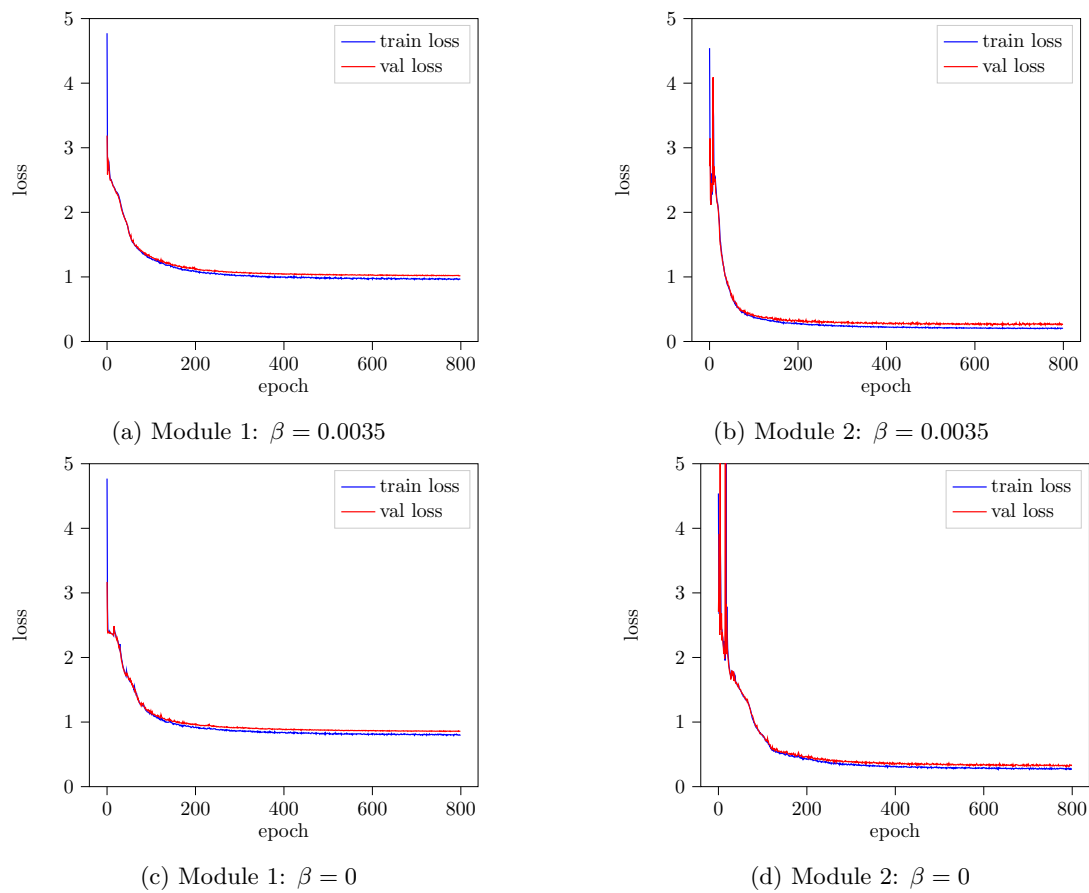 5
4
3
2
1
0
loss
train loss
val loss
0 200 400 600 800
epoch
(a) Module 1: β = 0.0035
5
4
3
2
1
0
loss
train loss
val loss
0 200 400 600 800
epoch
(b) Module 2: β = 0.0035
5
4
3
2
1
0
loss
train loss
val loss
0 200 400 600 800
epoch
(c) Module 1: β = 0
5
4
3
2
1
0
loss
train loss
val loss
0 200 400 600 800
epoch
(d) Module 2: β = 0